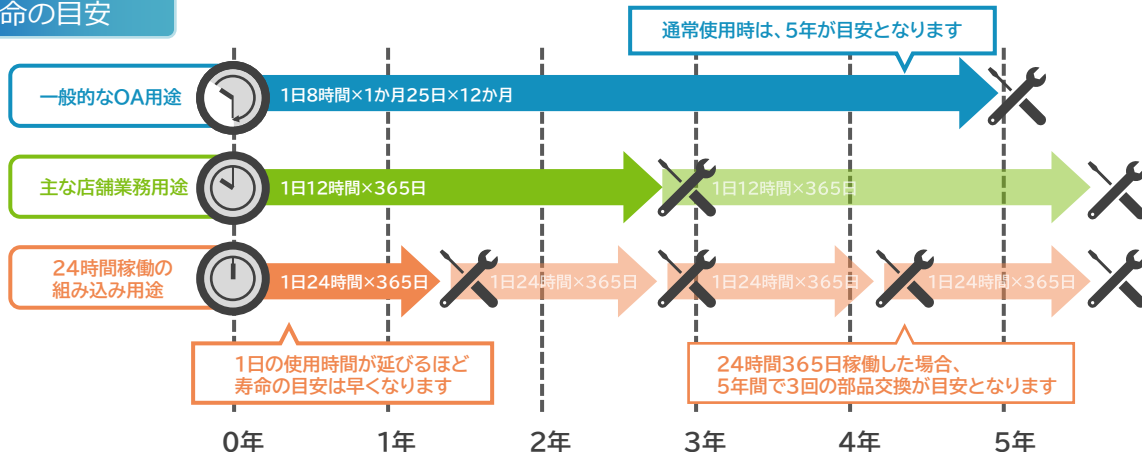 命の目安
通常使用時は、5年が目安となります
一般的なOA用途
1日8時間×1か月25日×12か月
主な店舗業務用途
1日12時間×365日
1日12時間×365日
24時間稼働の
組み込み用途
1日24時間×365日
1日24時間×365日
1日24時間×365日
1日24時間×365日
1日の使用時間が延びるほど
寿命の目安は早くなります
24時間365日稼働した場合、
5年間で3回の部品交換が目安となります
0年
1年
2年
3年
4年
5年